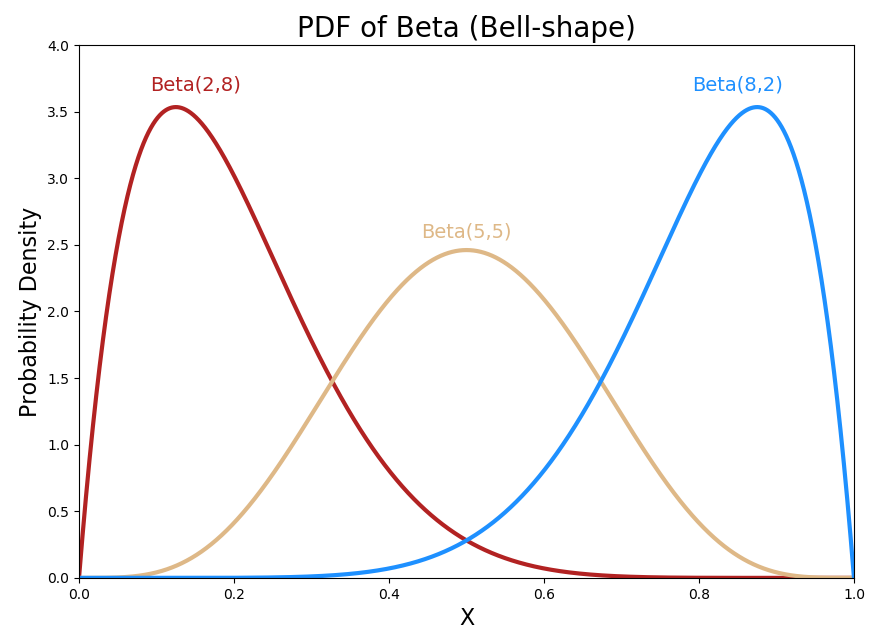 PDF of Beta (Bell-shape)
Beta(2,8)
Beta(8,2)
Beta(5,5)
Probability Density
4.0
3.5
3.0
2.5
2.0
1.5
1.0
0.5
0.0
0.0 0.2 0.4 0.6 0.8 1.0
X